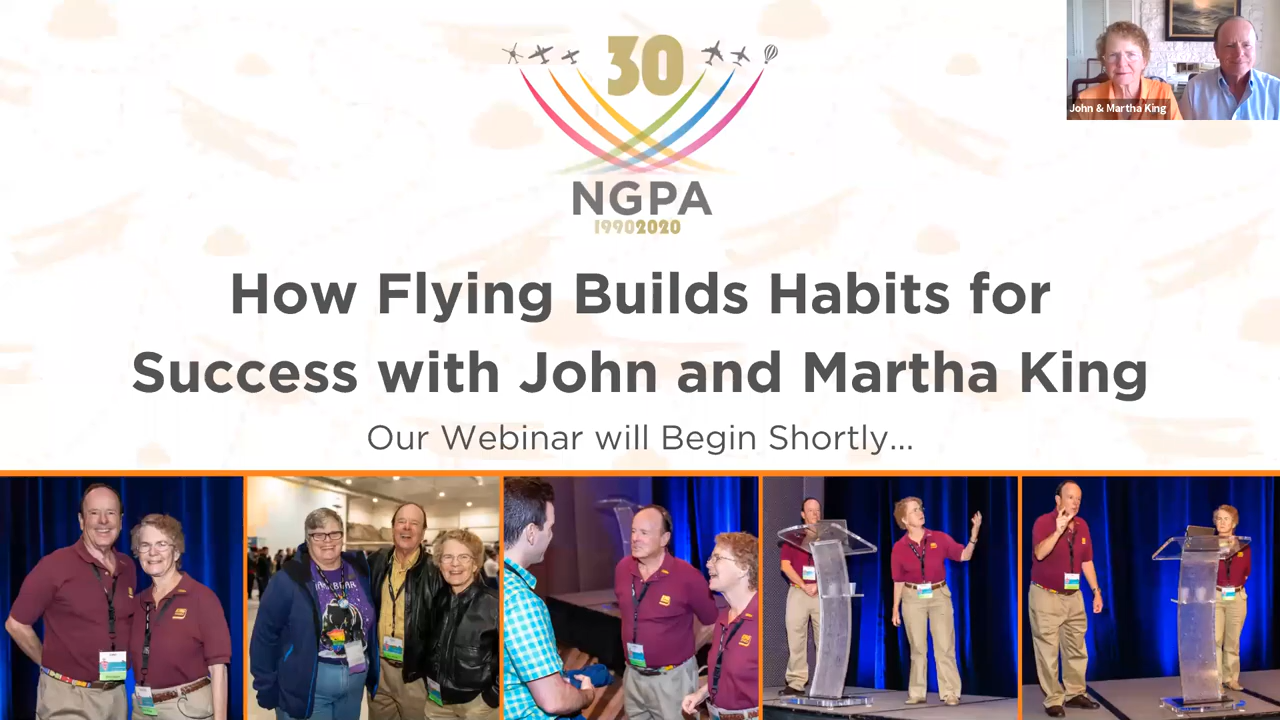 30
John & Martha King
NGPA
19902020
How Flying Builds Habits for
Success with John and Martha King
Our Webinar will Begin Shortly...